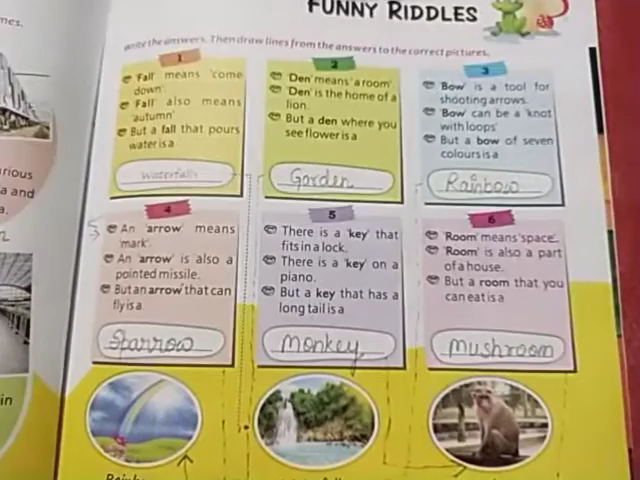 mes.
FUNNY RIDDLES
write the answers. Then draw lines from the answers to the correct pictures.
1
'Fall' means 'come
down'.
'Fall' also means
'autumn'
But a fall that pours
water is a
Waterfall
2
'Den' means 'a room'.
'Den' is the home of a
lion.
But a den where you
see flower is a
Garden
3
'Bow' is a tool for
shooting arrows.
'Bow' can be a 'knot
with loops'
But a bow of seven
colours is a
Rainbow
rious
a and
a.
4
An 'arrow' means
'mark'.
An 'arrow' is also a
pointed missile.
But an arrow that can
fly is a
Sparrow
5
There is a 'key' that
fits in a lock.
There is a 'key' on a
piano.
But a key that has a
long tail is a
Monkey
6
'Room' means 'space'.
'Room' is also a part
of a house.
But a room that you
can eat is a
Mushroom
in